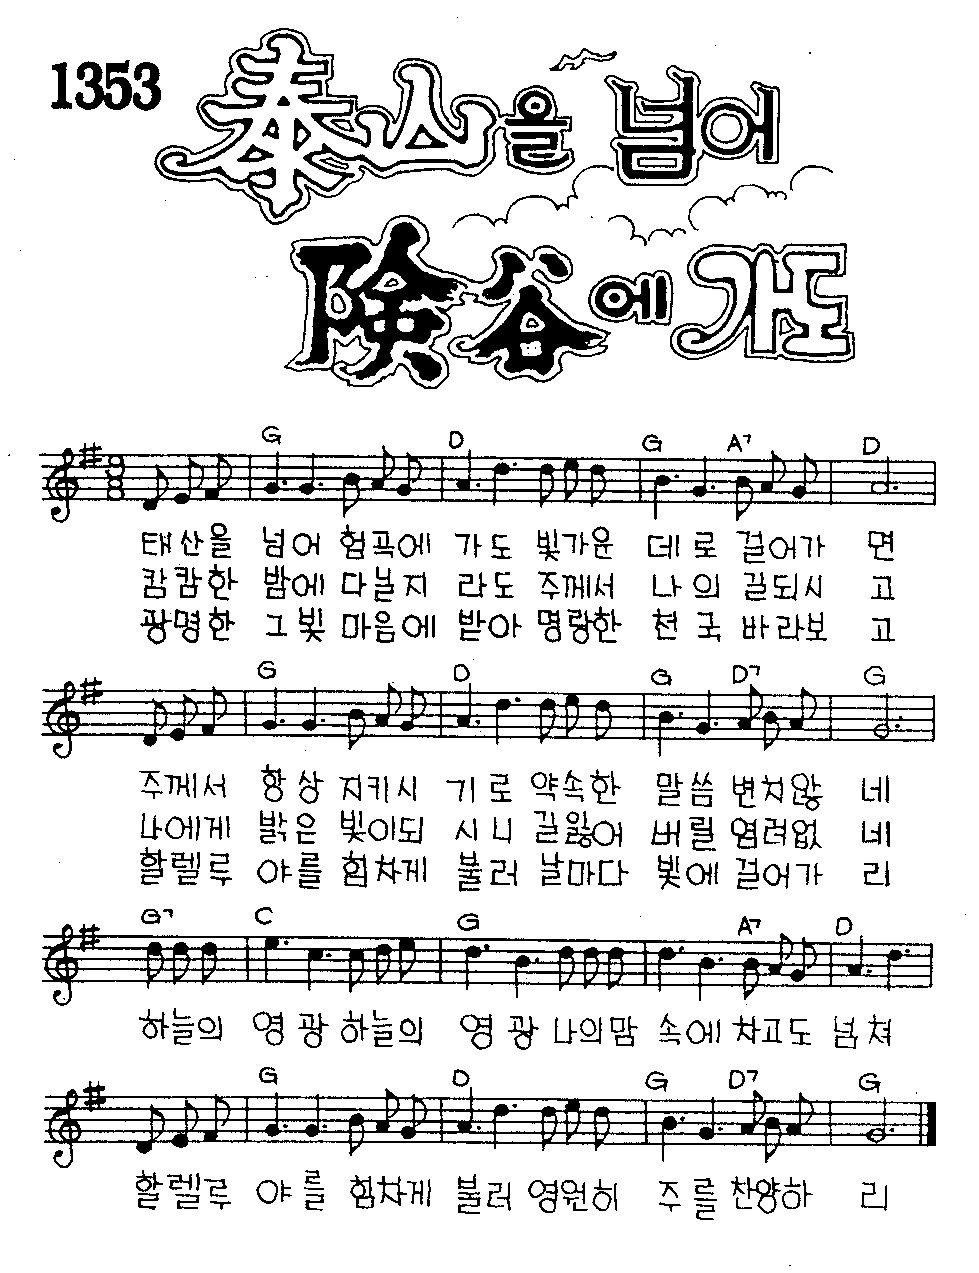 1353
泰山을 넘어
険谷에 가도
G D G A7 D
태산을 넘어 험곡에 가도 빛가운 데로 걸어가 면
캄캄한 밤에 다닐지 라도 주께서 나의 길되시 고
광명한 그빛 마음에 받아 명랑한 천국 바라보 고
G D G D7 G
주께서 항상 지키시 기로 약속한 말씀 변치않 네
나에게 밝은 빛이되 시니 길잃어 버릴 염려없 네
할렐루 야를 힘차게 불러 날마다 빛에 걸어가 리
G7 C G A7 D
하늘의 영광 하늘의 영광 나의맘 속에 차고도 넘쳐
G D G D7 G
할렐루 야를 힘차게 불러 영원히 주를 찬양하 리